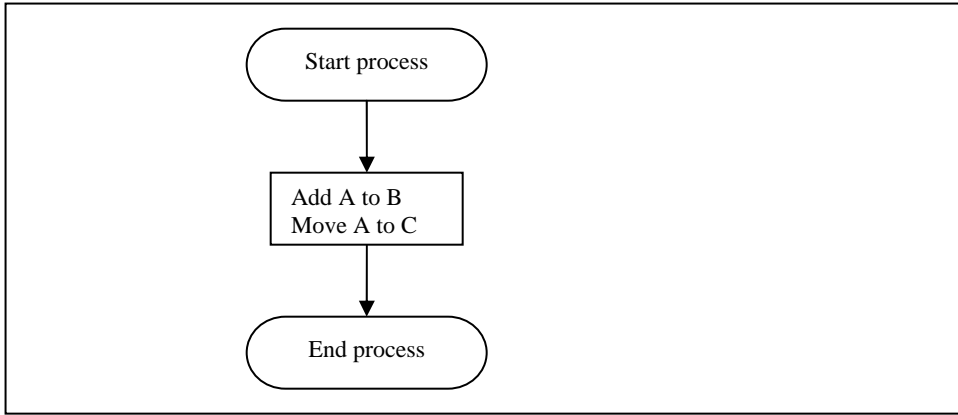 Start process
Add A to B
Move A to C
End process